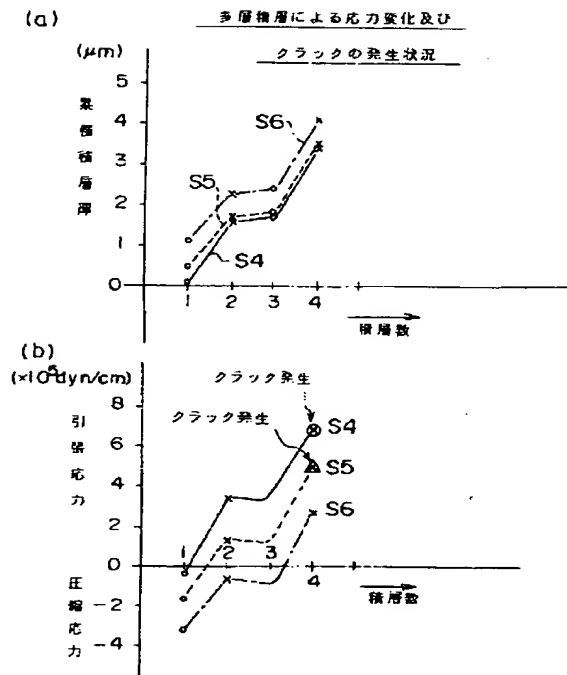 (a)
多層積層による応力変化及び
クラックの発生状況
(μm)
5
4
3
2
1
0
累積積層厚
S6
S5
S4
1 2 3 4
積層数
(b)
(×10⁵dyn/cm)
クラック発生
クラック発生
8
6
4
2
0
-2
-4
引張応力
圧縮応力
S4
S5
S6
1 2 3 4
積層数